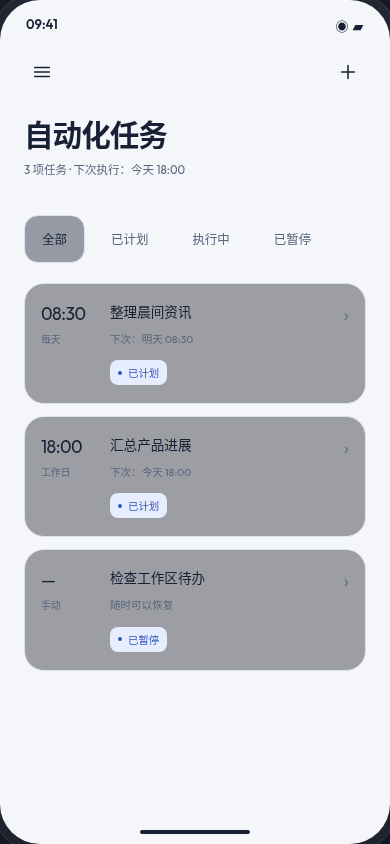 09:41
自动化任务
3 项任务 · 下次执行：今天 18:00
全部 已计划 执行中 已暂停
08:30 整理晨间资讯
每天 下次：明天 08:30
已计划
18:00 汇总产品进展
工作日 下次：今天 18:00
已计划
— 检查工作区待办
手动 随时可以恢复
已暂停